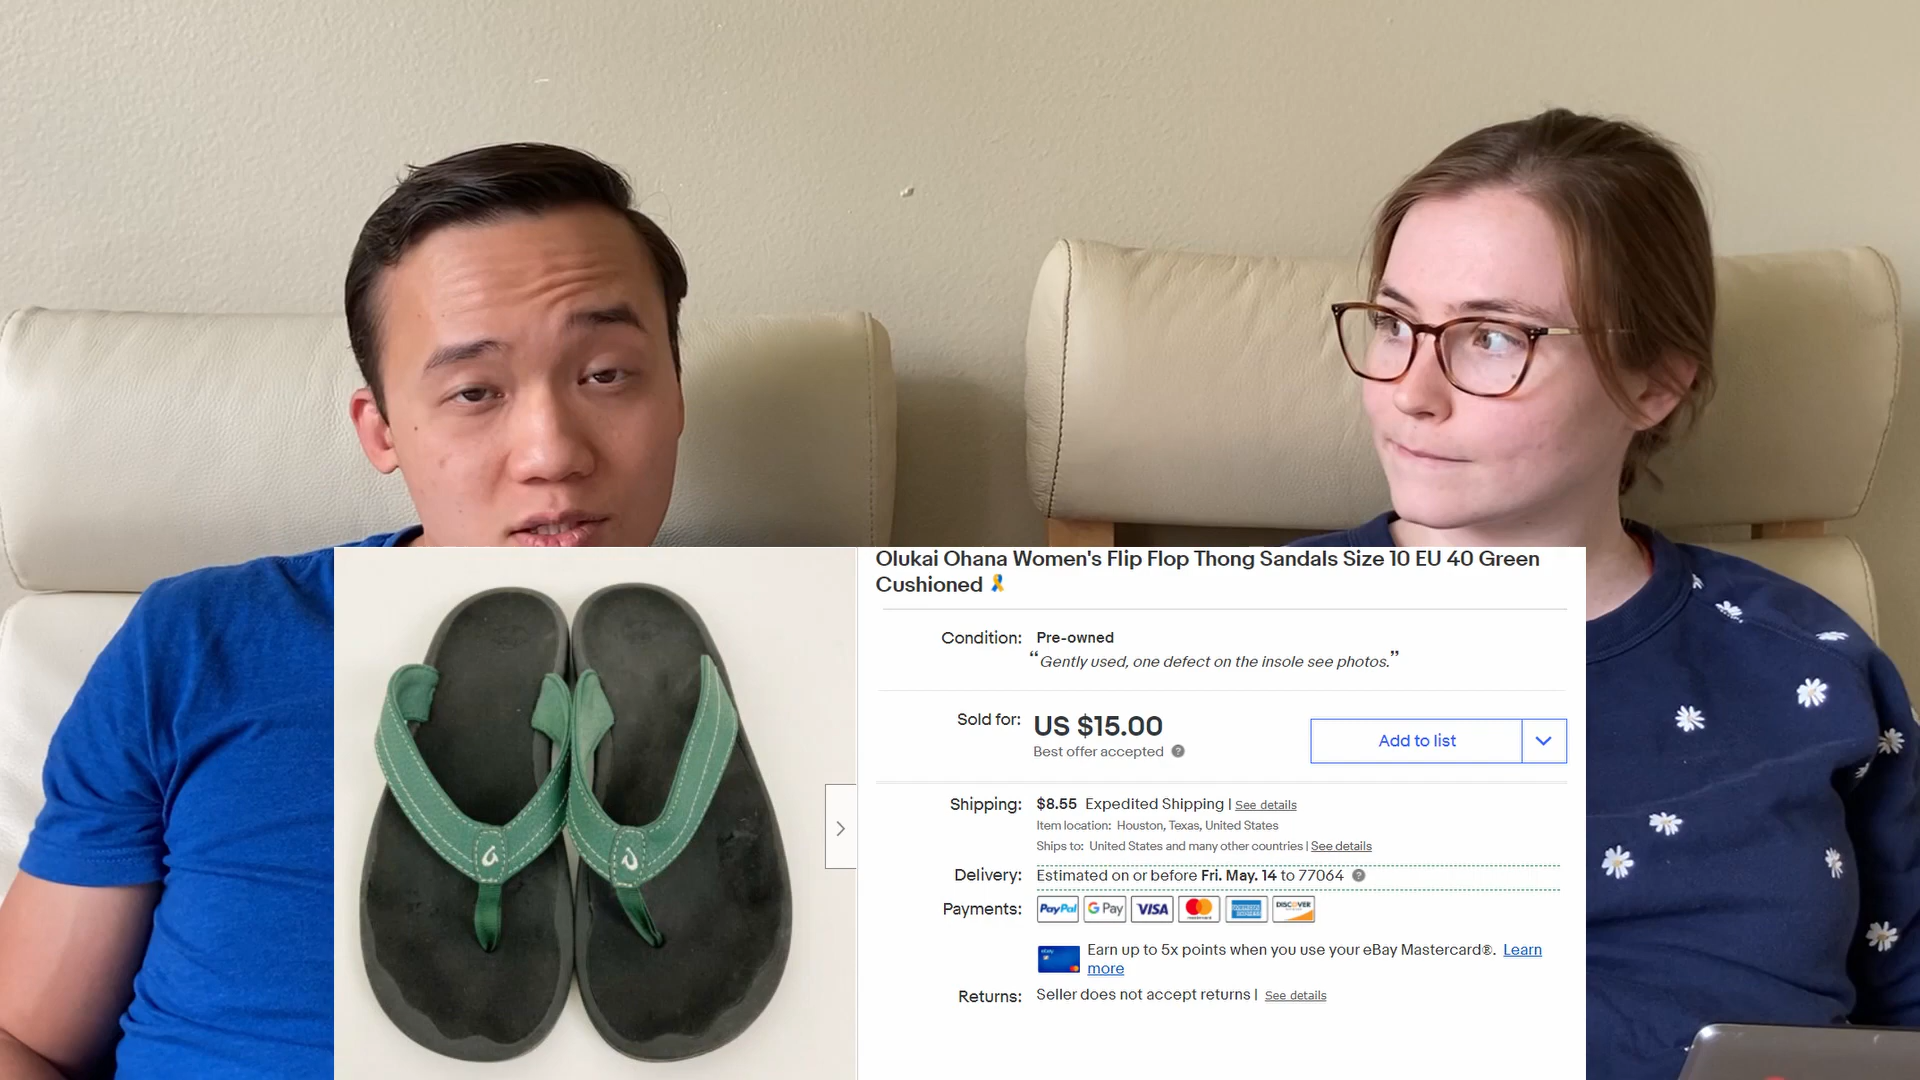 Olukai Ohana Women's Flip Flop Thong Sandals Size 10 EU 40 Green
Cushioned
Condition: Pre-owned
“Gently used, one defect on the insole see photos.”
Sold for: US $15.00
Best offer accepted
Add to list
Shipping: $8.55 Expedited Shipping | See details
Item location: Houston, Texas, United States
Ships to: United States and many other countries | See details
Delivery: Estimated on or before Fri. May. 14 to 77064
Payments: PayPal G Pay VISA DISCOVER
Earn up to 5x points when you use your eBay Mastercard®. Learn
more
Returns: Seller does not accept returns | See details